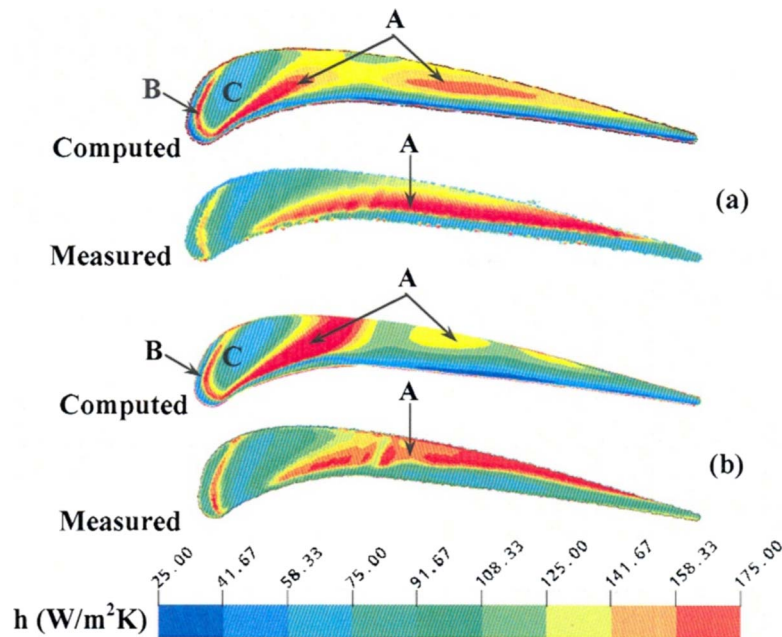 A
B
C
Computed
A
(a)
Measured
A
B
C
Computed
A
(b)
Measured
25.00
41.67
58.33
75.00
91.67
108.33
125.00
141.67
158.33
175.00
h (W/m²K)